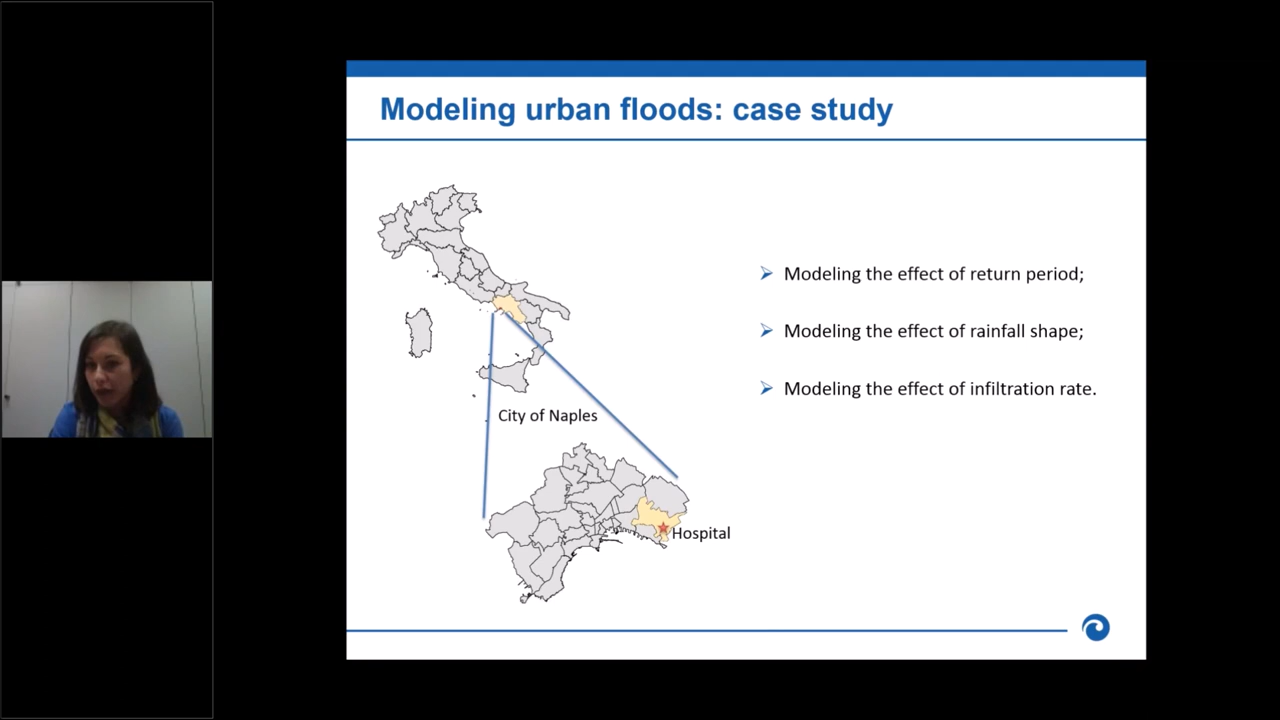 Modeling urban floods: case study
Modeling the effect of return period;
Modeling the effect of rainfall shape;
Modeling the effect of infiltration rate.
City of Naples
Hospital